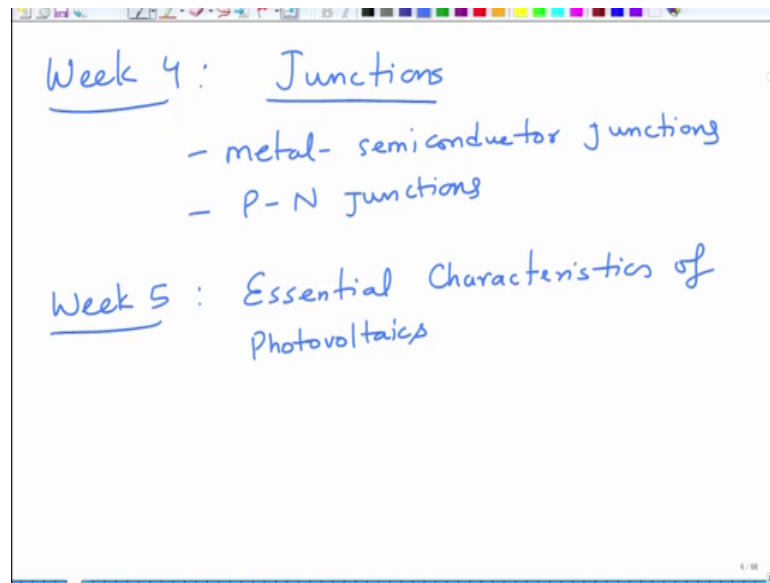 Week 4 : Junctions
- metal- semiconductor junctions
- P-N Junctions
Week 5 : Essential Characteristics of
Photovoltaics